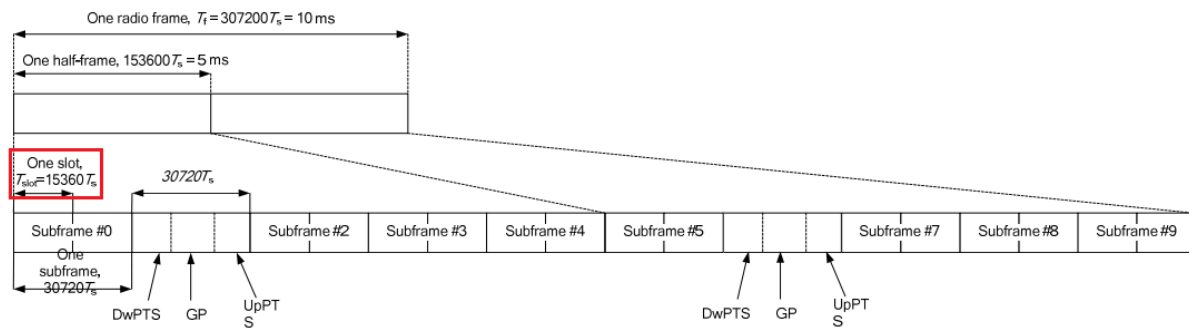 One radio frame, Tf = 307200Ts = 10 ms
One half-frame, 153600Ts = 5 ms
One slot,
Tslot=15360Ts
30720Ts
Subframe #0
Subframe #2
Subframe #3
Subframe #4
Subframe #5
Subframe #7
Subframe #8
Subframe #9
One
subframe,
30720Ts
DwPTS
GP
UpPT
S
DwPTS
GP
UpPT
S